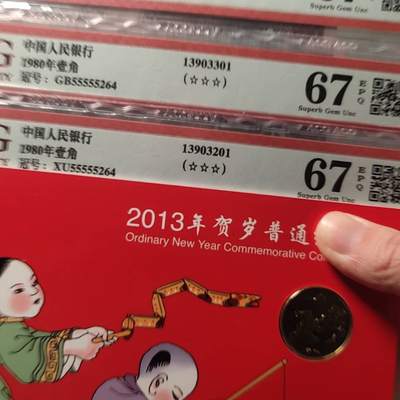 G
中国人民银行
1980年壹角
冠号: GB55555264
13903301
(☆☆☆)
67 EPQ
Superb Gem Unc
G
中国人民银行
1980年壹角
冠号: XU55555264
13903201
(☆☆☆)
67 EPQ
Superb Gem Unc
2013年贺岁普通
Ordinary New Year Commemorative